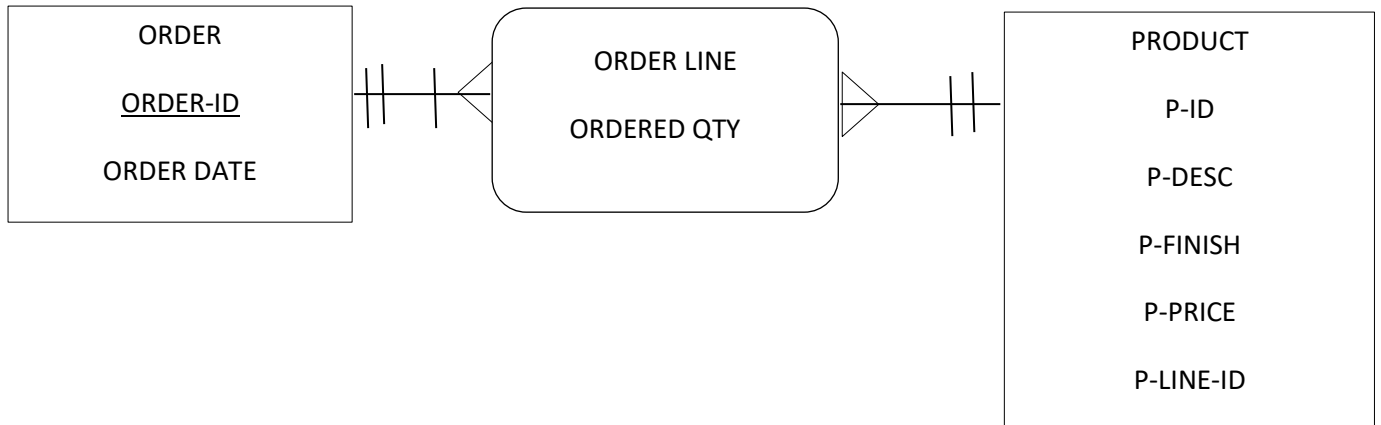 ORDER
ORDER-ID
ORDER DATE
ORDER LINE
ORDERED QTY
PRODUCT
P-ID
P-DESC
P-FINISH
P-PRICE
P-LINE-ID